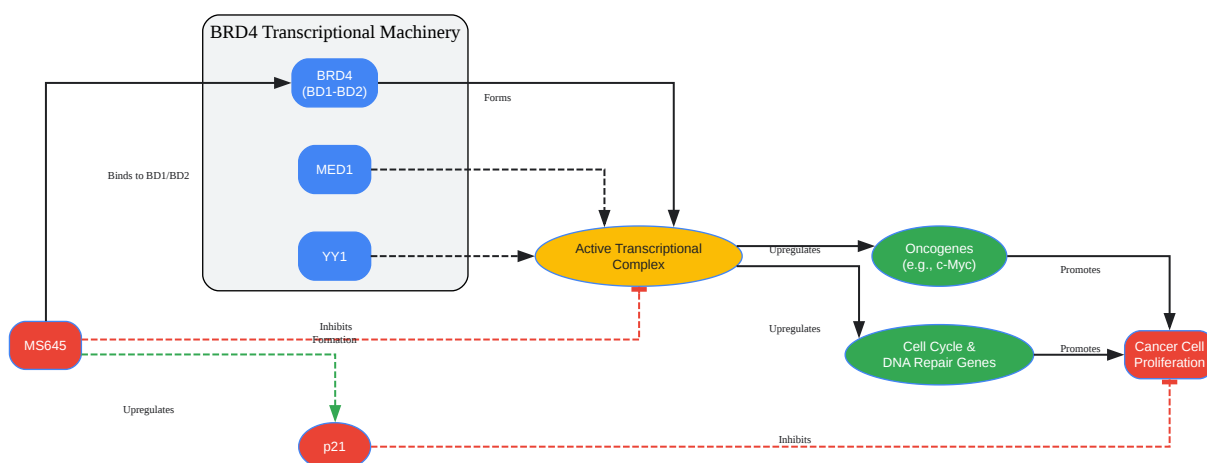 BRD4 Transcriptional Machinery
BRD4
(BD1-BD2)
Forms
MED1
Binds to BD1/BD2
YY1
Active Transcriptional
Complex
Upregulates
Oncogenes
(e.g., c-Myc)
Promotes
MS645
Inhibits
Formation
Upregulates
Cell Cycle &
DNA Repair Genes
Promotes
Cancer Cell
Proliferation
Upregulates
p21
Inhibits